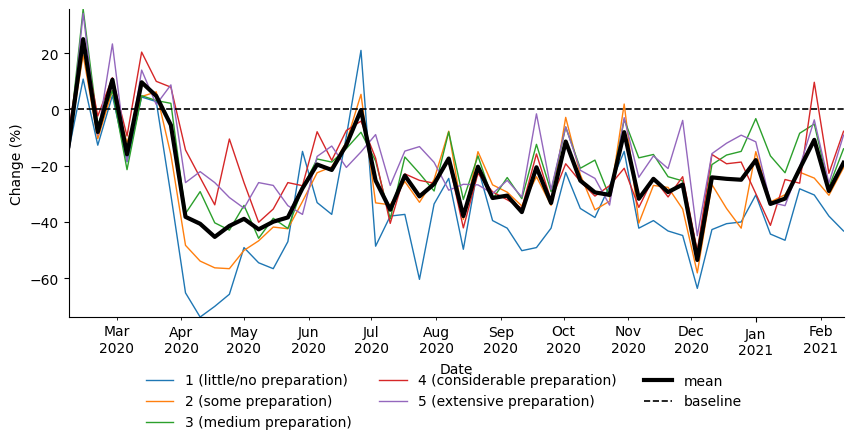 Change (%)
20
0
−20
−40
−60
Mar
2020
Apr
2020
May
2020
Jun
2020
Jul
2020
Aug
2020
Sep
2020
Oct
2020
Nov
2020
Dec
2020
Jan
2021
Feb
2021
Date
1 (little/no preparation)
2 (some preparation)
3 (medium preparation)
4 (considerable preparation)
5 (extensive preparation)
mean
baseline